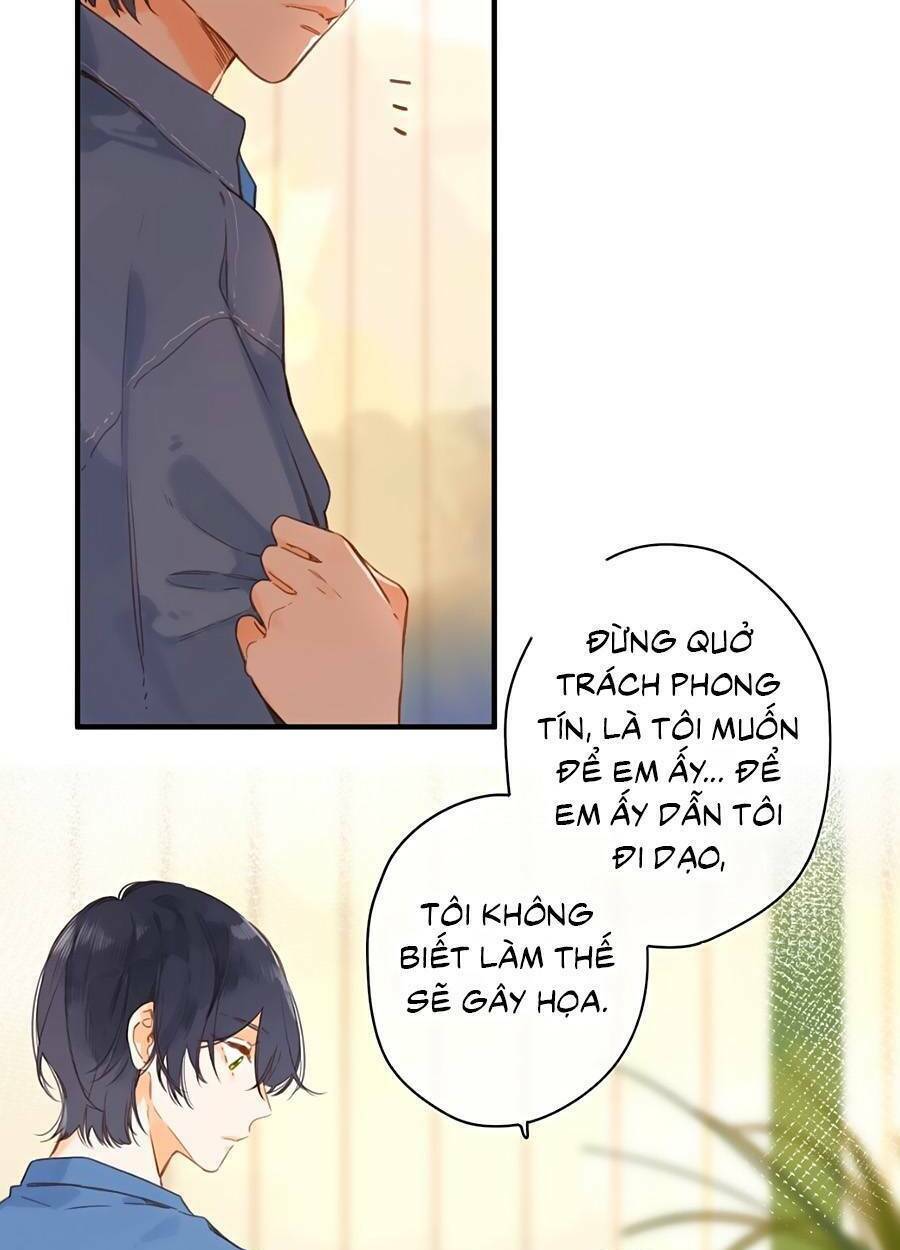 ĐỪNG QUỞ
TRÁCH PHONG
TÍN, LÀ TÔI MUỐN
ĐỂ EM ẤY... ĐỂ
EM ẤY DẪN TÔI
ĐI DẠO,
TÔI KHÔNG
BIẾT LÀM THẾ
SẼ GÂY HỌA.